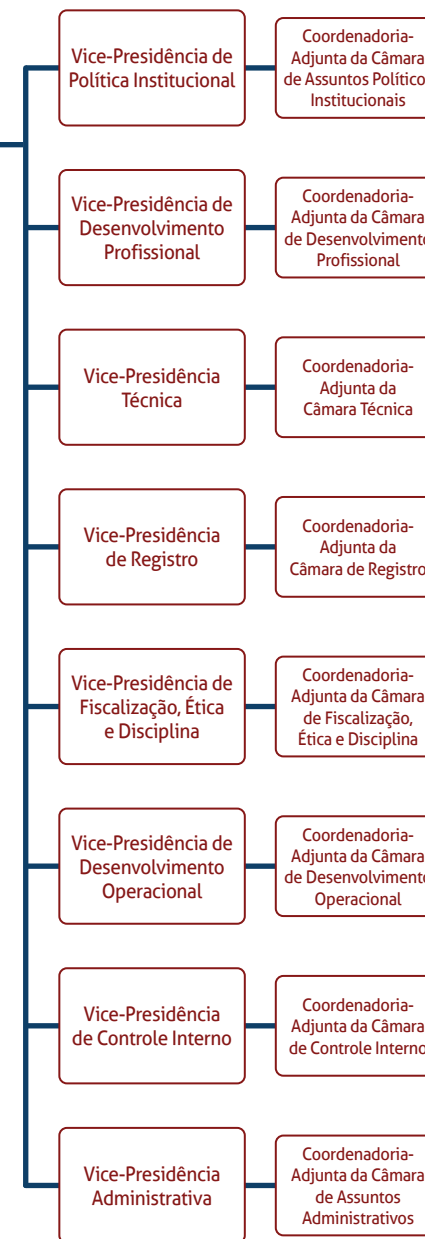 Vice-Presidência de
Política Institucional
Coordenadoria-
Adjunta da Câmara
de Assuntos Político
Institucionais
Vice-Presidência de
Desenvolvimento
Profissional
Coordenadoria-
Adjunta da Câmara
de Desenvolvimento
Profissional
Vice-Presidência
Técnica
Coordenadoria-
Adjunta da
Câmara Técnica
Vice-Presidência
de Registro
Coordenadoria-
Adjunta da
Câmara de Registro
Vice-Presidência de
Fiscalização, Ética
e Disciplina
Coordenadoria-
Adjunta da Câmara
de Fiscalização,
Ética e Disciplina
Vice-Presidência de
Desenvolvimento
Operacional
Coordenadoria-
Adjunta da Câmara
de Desenvolvimento
Operacional
Vice-Presidência
de Controle Interno
Coordenadoria-
Adjunta da Câmara
de Controle Interno
Vice-Presidência
Administrativa
Coordenadoria-
Adjunta da Câmara
de Assuntos
Administrativos